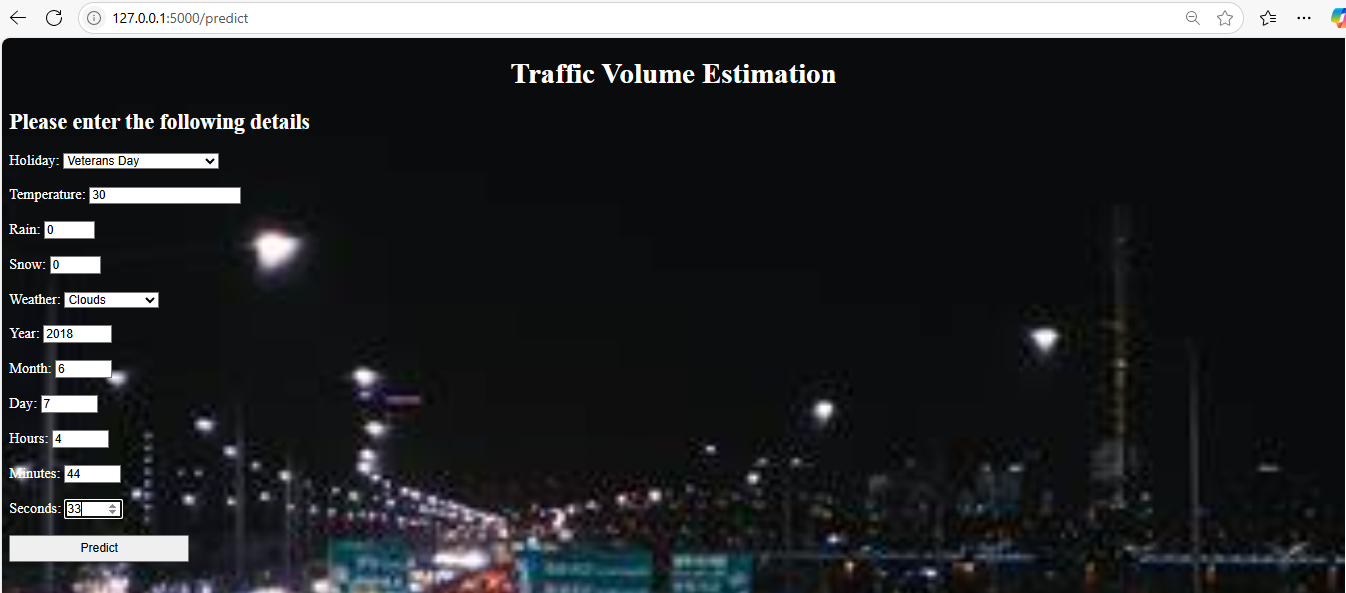 127.0.0.1:5000/predict
Traffic Volume Estimation
Please enter the following details
Holiday: Veterans Day
Temperature: 30
Rain: 0
Snow: 0
Weather: Clouds
Year: 2018
Month: 6
Day: 7
Hours: 4
Minutes: 44
Seconds: 33
Predict